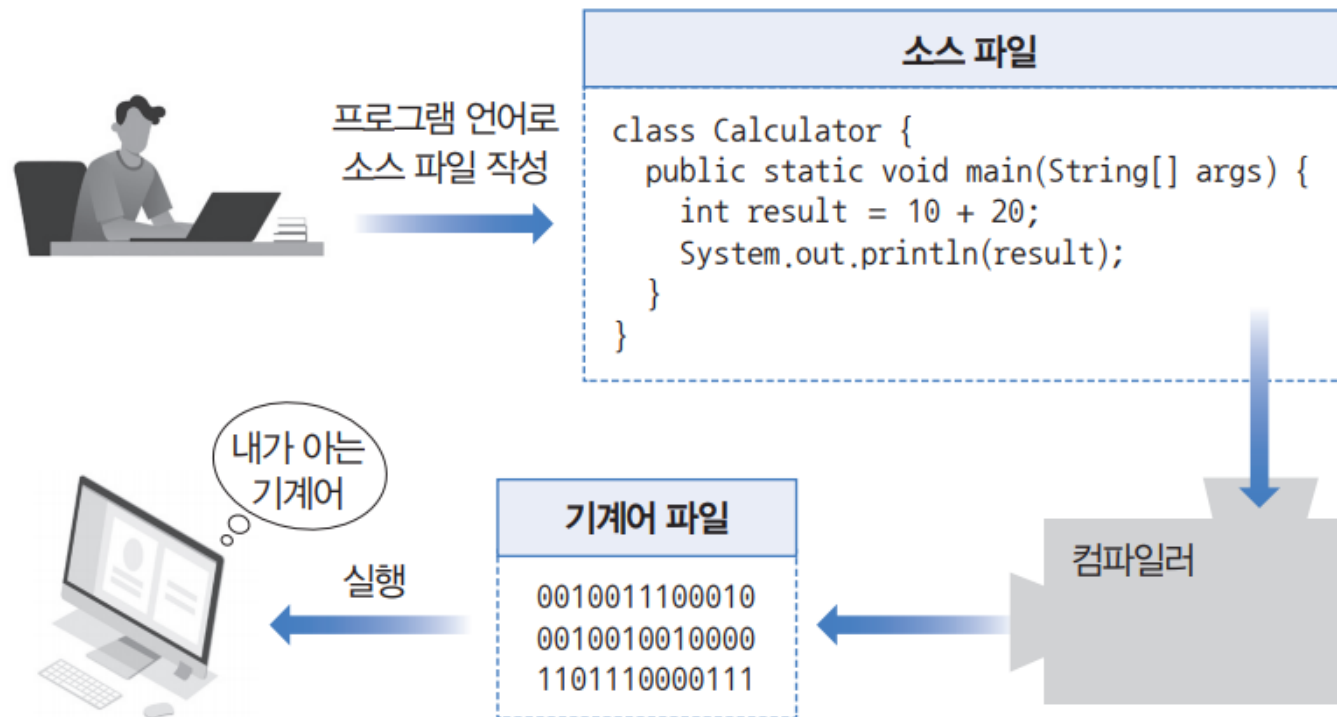 프로그램 언어로
소스 파일 작성
소스 파일
class Calculator {
  public static void main(String[] args) {
    int result = 10 + 20;
    System.out.println(result);
  }
}
컴파일러
기계어 파일
0010011100010
0010010010000
1101110000111
실행
내가 아는
기계어